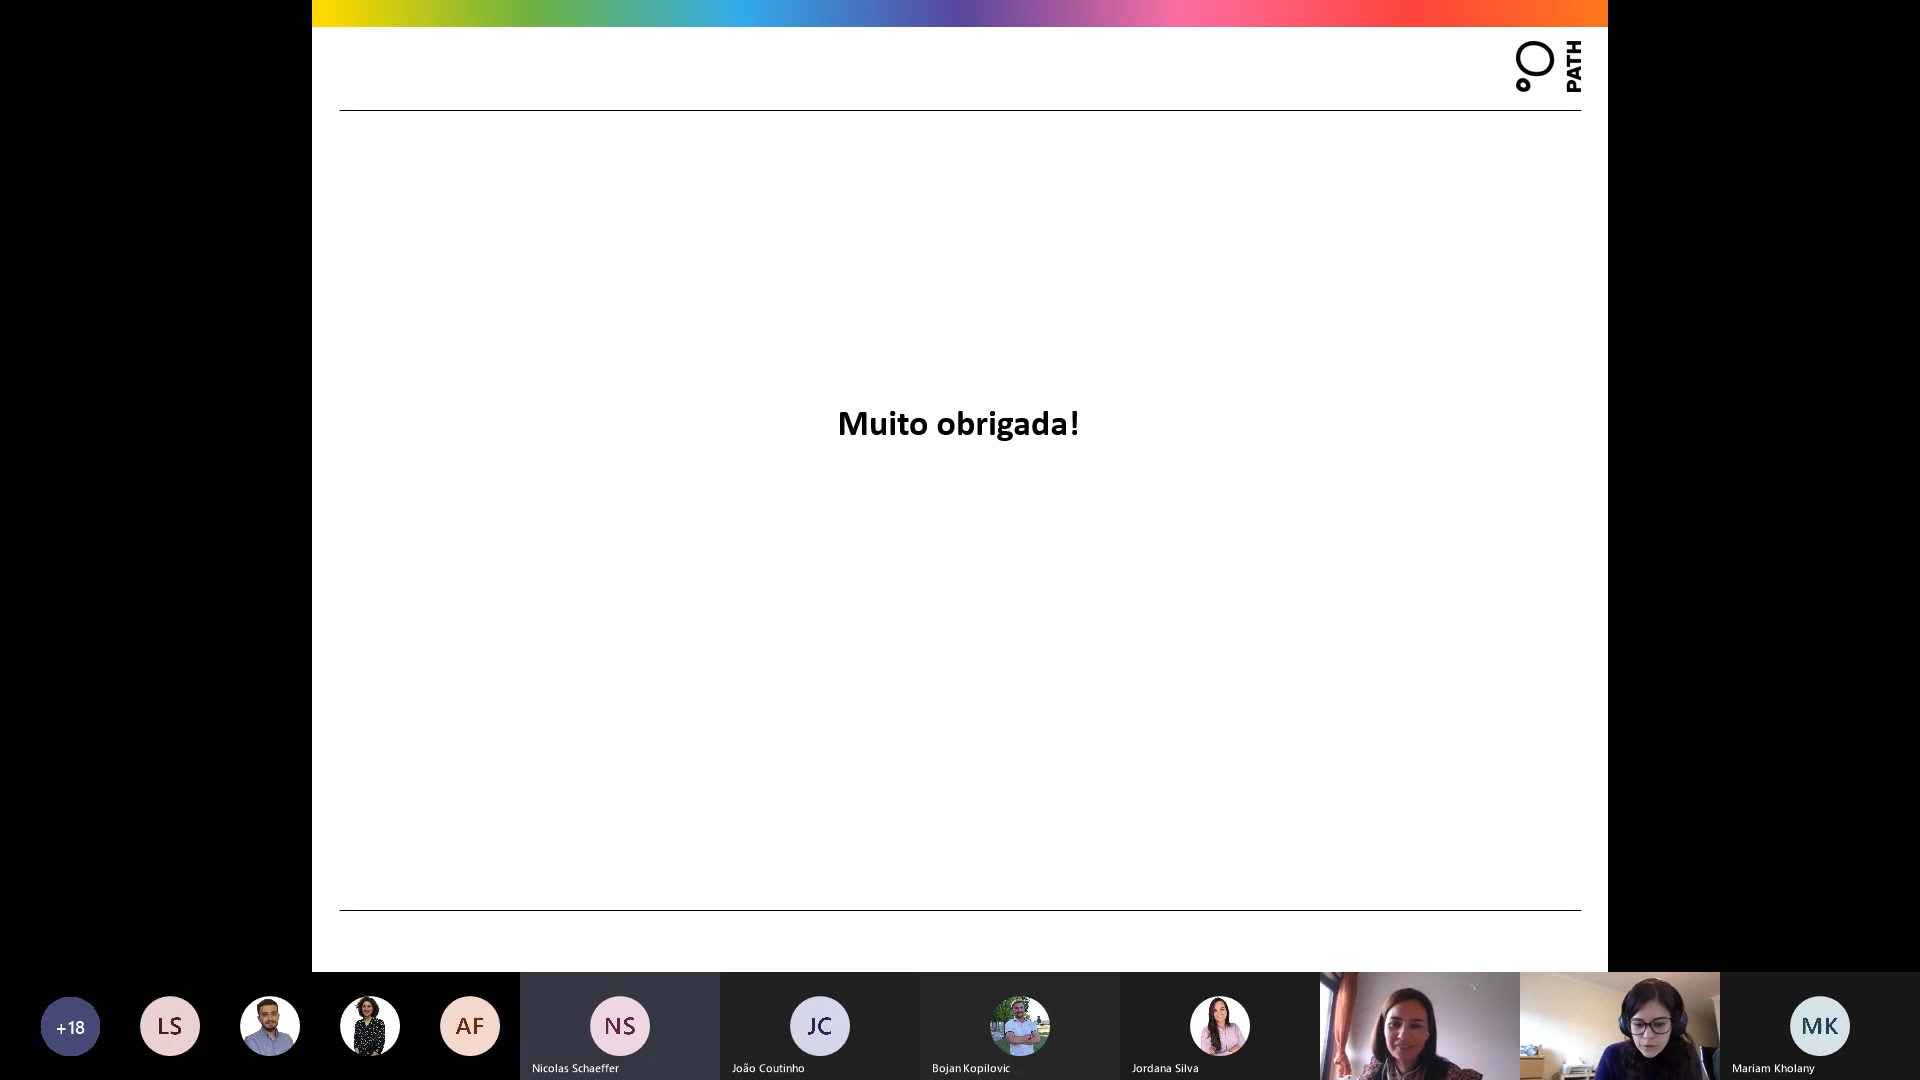 PATH
Muito obrigada!
+18
LS
AF
NS
JC
MK
Nicolas Schaeffer
João Coutinho
Bojan Kopilovic
Jordana Silva
Mariam Kholany